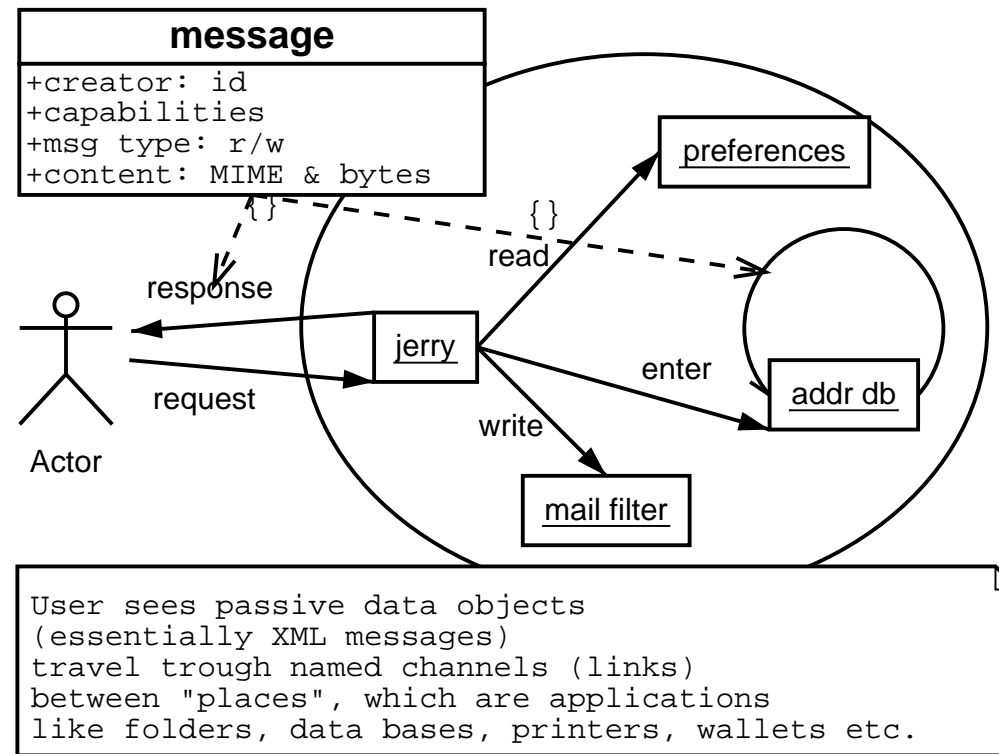 message
+creator: id
+capabilities
+msg type: r/w
+content: MIME & bytes
{ }
{ }
preferences
read
response
jerry
enter
addr db
request
write
Actor
mail filter
User sees passive data objects
(essentially XML messages)
travel trough named channels (links)
between "places", which are applications
like folders, data bases, printers, wallets etc.